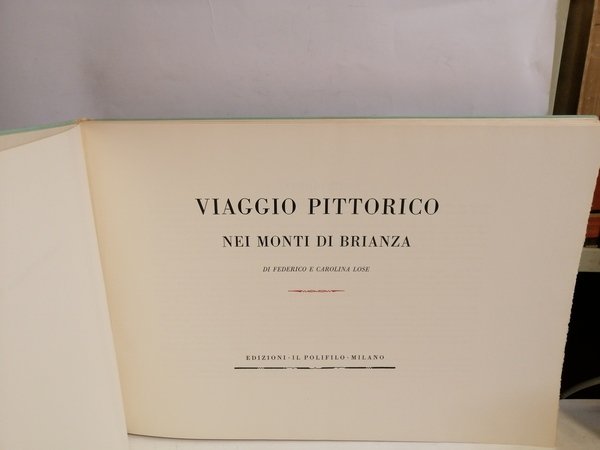 VIAGGIO PITTORICO
NEI MONTI DI BRIANZA
DI FEDERICO E CAROLINA LOSE
EDIZIONI · IL POLIFILO · MILANO